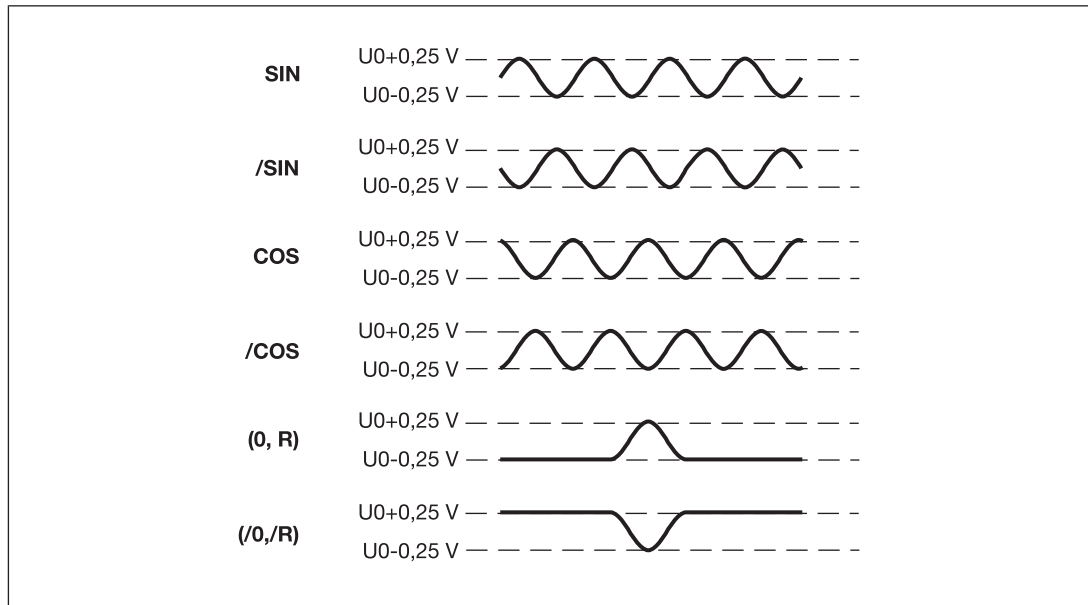 SIN
U0+0,25 V
U0-0,25 V
/SIN
U0+0,25 V
U0-0,25 V
COS
U0+0,25 V
U0-0,25 V
/COS
U0+0,25 V
U0-0,25 V
(0, R)
U0+0,25 V
U0-0,25 V
(/0,/R)
U0+0,25 V
U0-0,25 V